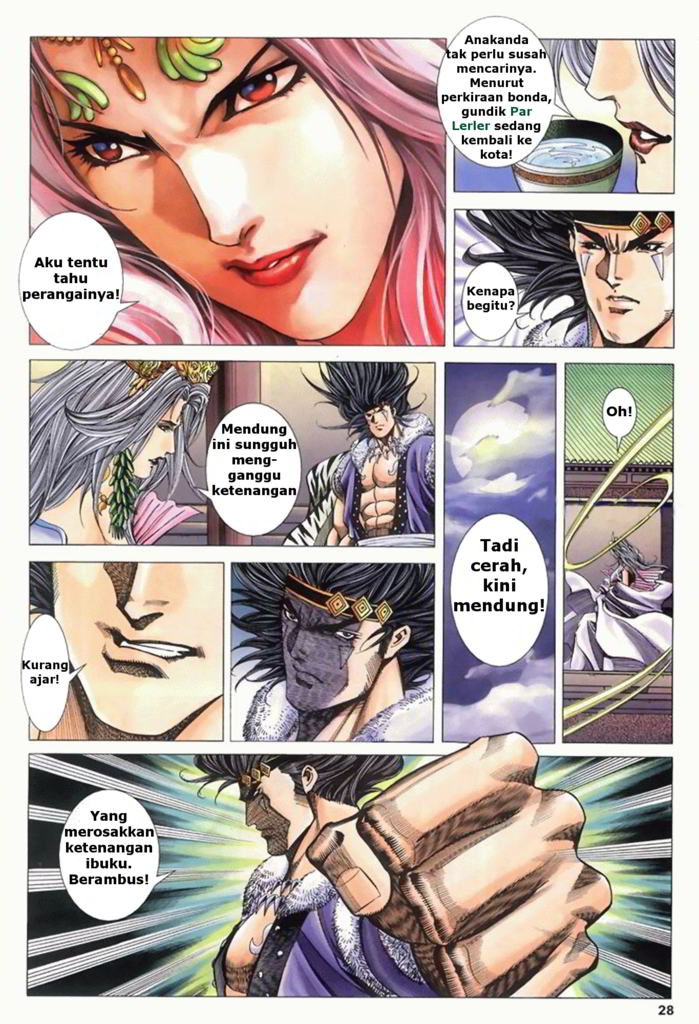 Anakanda
tak perlu susah
mencarinya.
Menurut
perkiraan bonda,
gundik Par
Lerler sedang
kembali ke
kota!
Aku tentu
tahu
perangainya!
Kenapa
begitu?
Mendung
ini sungguh
meng-
ganggu
ketenangan
Tadi
cerah,
kini
mendung!
Oh!
Kurang
ajar!
Yang
merosakkan
ketenangan
ibuku.
Berambus!
28